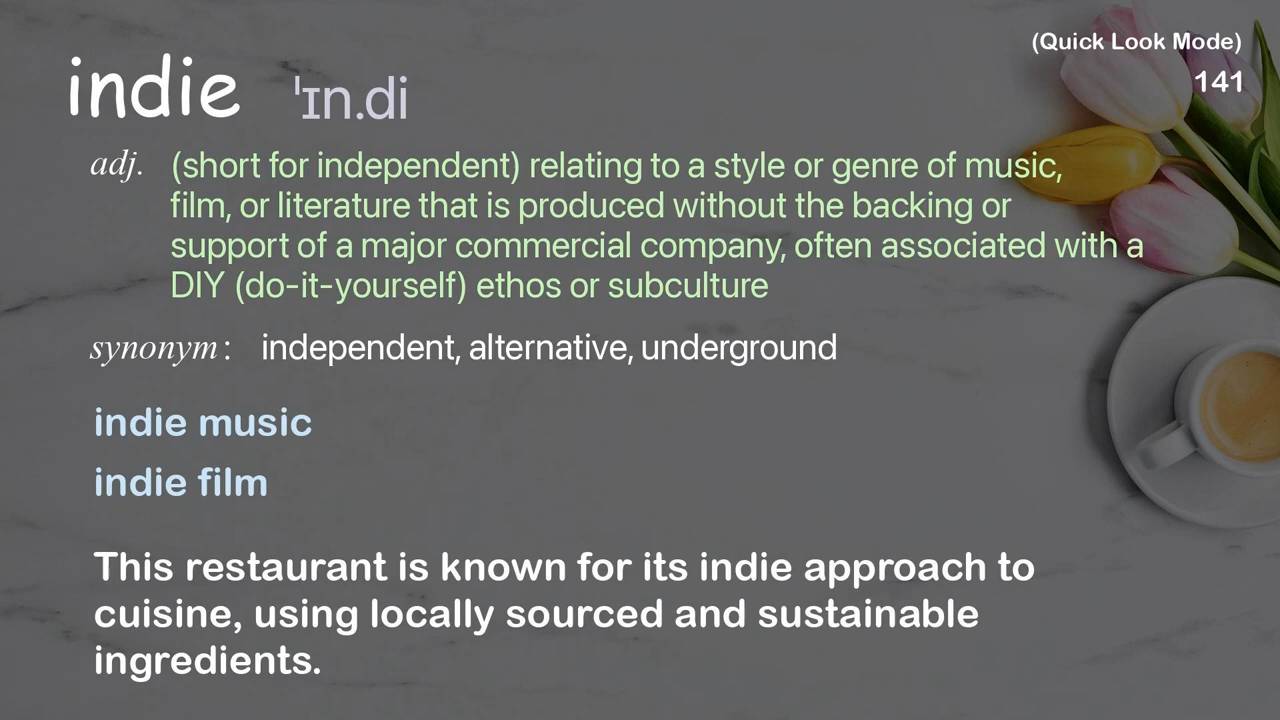 (Quick Look Mode)
141
indie ˈɪn.di
adj. (short for independent) relating to a style or genre of music,
film, or literature that is produced without the backing or
support of a major commercial company, often associated with a
DIY (do-it-yourself) ethos or subculture
synonym: independent, alternative, underground
indie music
indie film
This restaurant is known for its indie approach to
cuisine, using locally sourced and sustainable
ingredients.